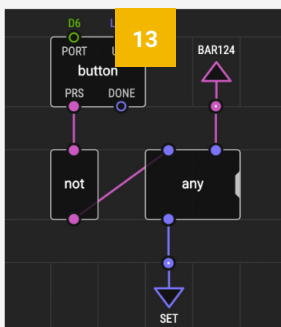 D6 L
13
PORT U
BAR124
button
PRS DONE
not
any
SET